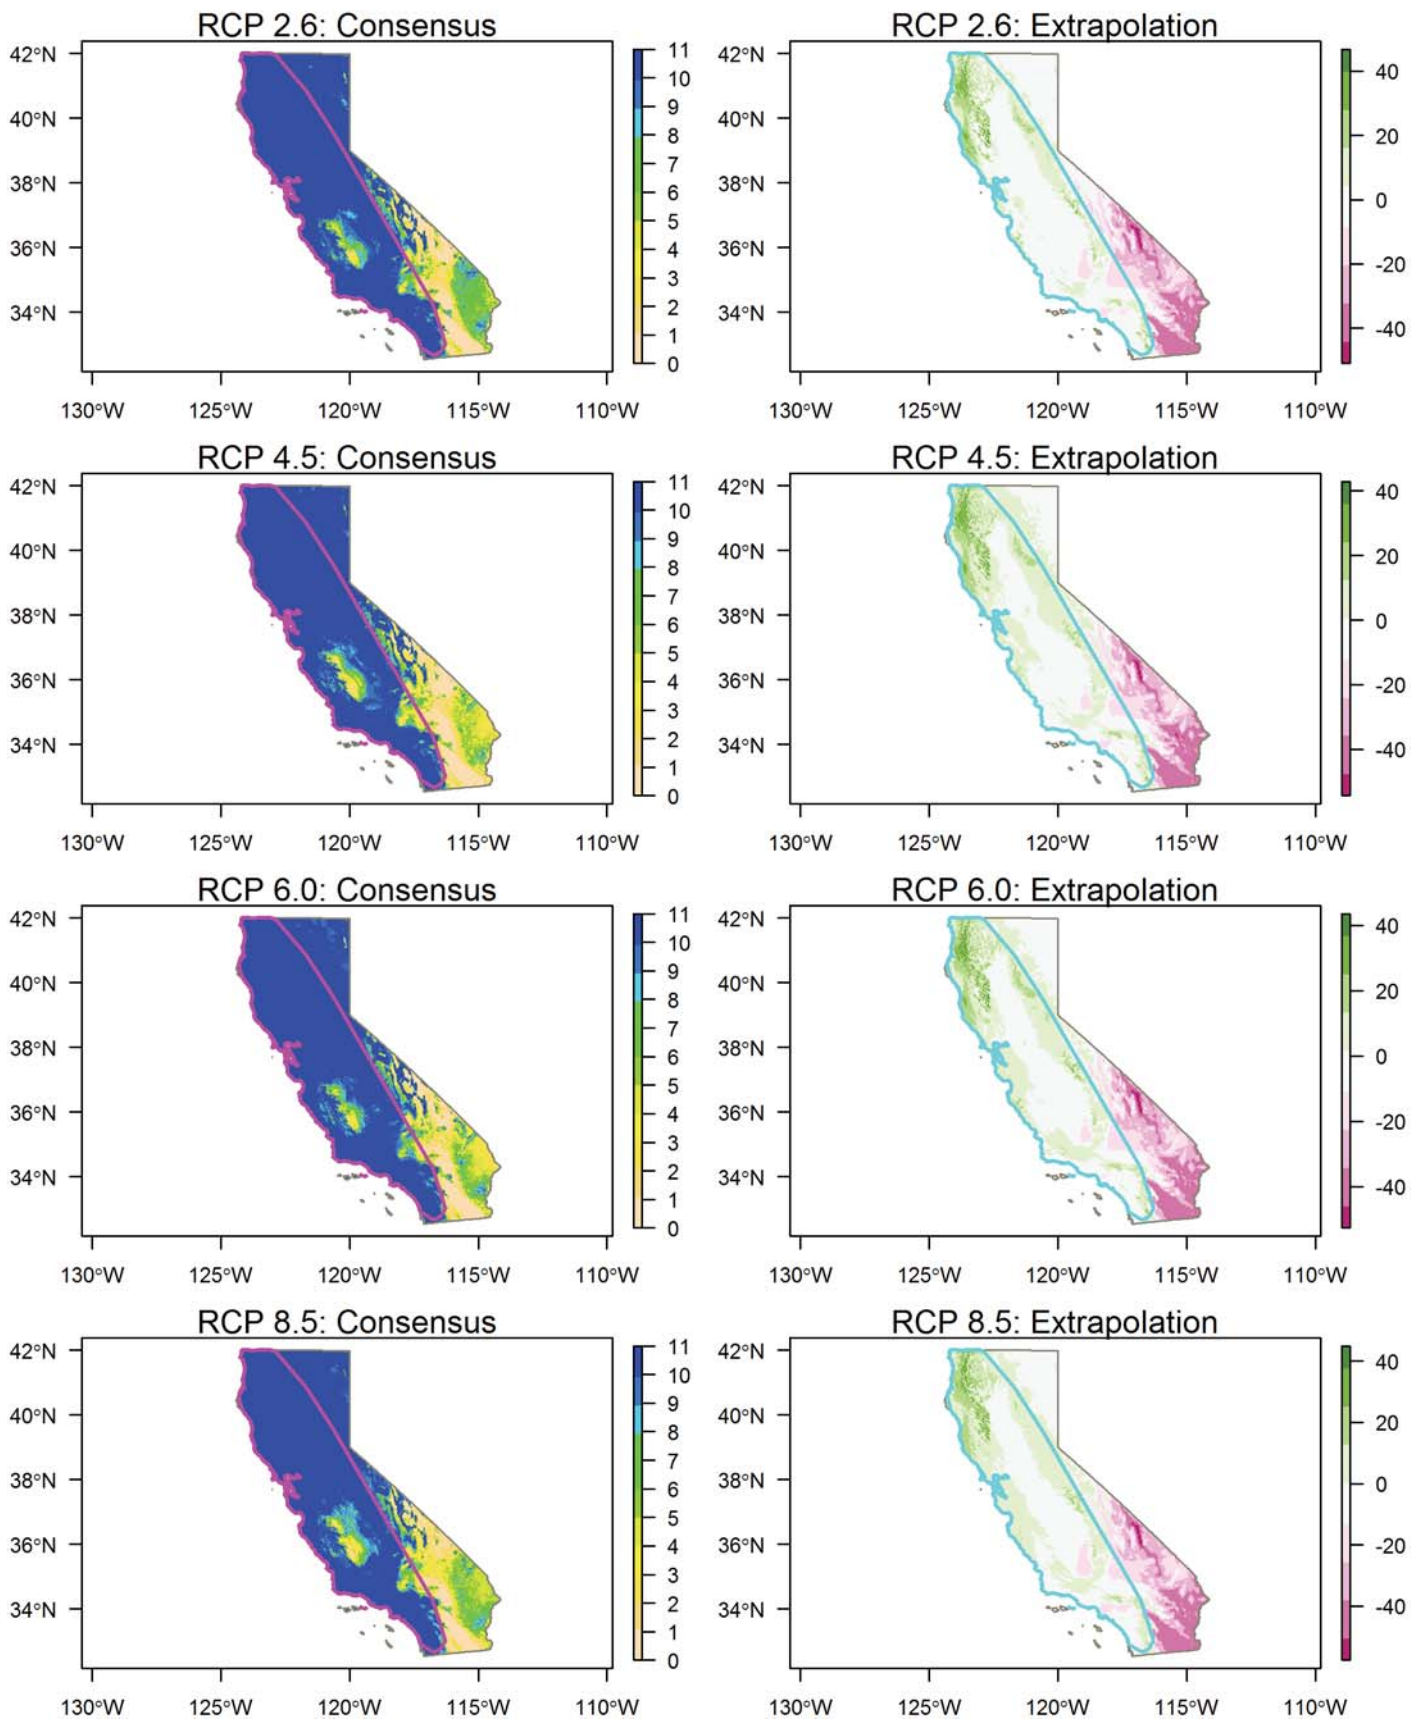 RCP 2.6: Consensus
42°N
40°N
38°N
36°N
34°N
130°W 125°W 120°W 115°W 110°W
11
10
9
8
7
6
5
4
3
2
1
0
RCP 2.6: Extrapolation
42°N
40°N
38°N
36°N
34°N
130°W 125°W 120°W 115°W 110°W
40
20
0
-20
-40
RCP 4.5: Consensus
42°N
40°N
38°N
36°N
34°N
130°W 125°W 120°W 115°W 110°W
11
10
9
8
7
6
5
4
3
2
1
0
RCP 4.5: Extrapolation
42°N
40°N
38°N
36°N
34°N
130°W 125°W 120°W 115°W 110°W
40
20
0
-20
-40
RCP 6.0: Consensus
42°N
40°N
38°N
36°N
34°N
130°W 125°W 120°W 115°W 110°W
11
10
9
8
7
6
5
4
3
2
1
0
RCP 6.0: Extrapolation
42°N
40°N
38°N
36°N
34°N
130°W 125°W 120°W 115°W 110°W
40
20
0
-20
-40
RCP 8.5: Consensus
42°N
40°N
38°N
36°N
34°N
130°W 125°W 120°W 115°W 110°W
11
10
9
8
7
6
5
4
3
2
1
0
RCP 8.5: Extrapolation
42°N
40°N
38°N
36°N
34°N
130°W 125°W 120°W 115°W 110°W
40
20
0
-20
-40